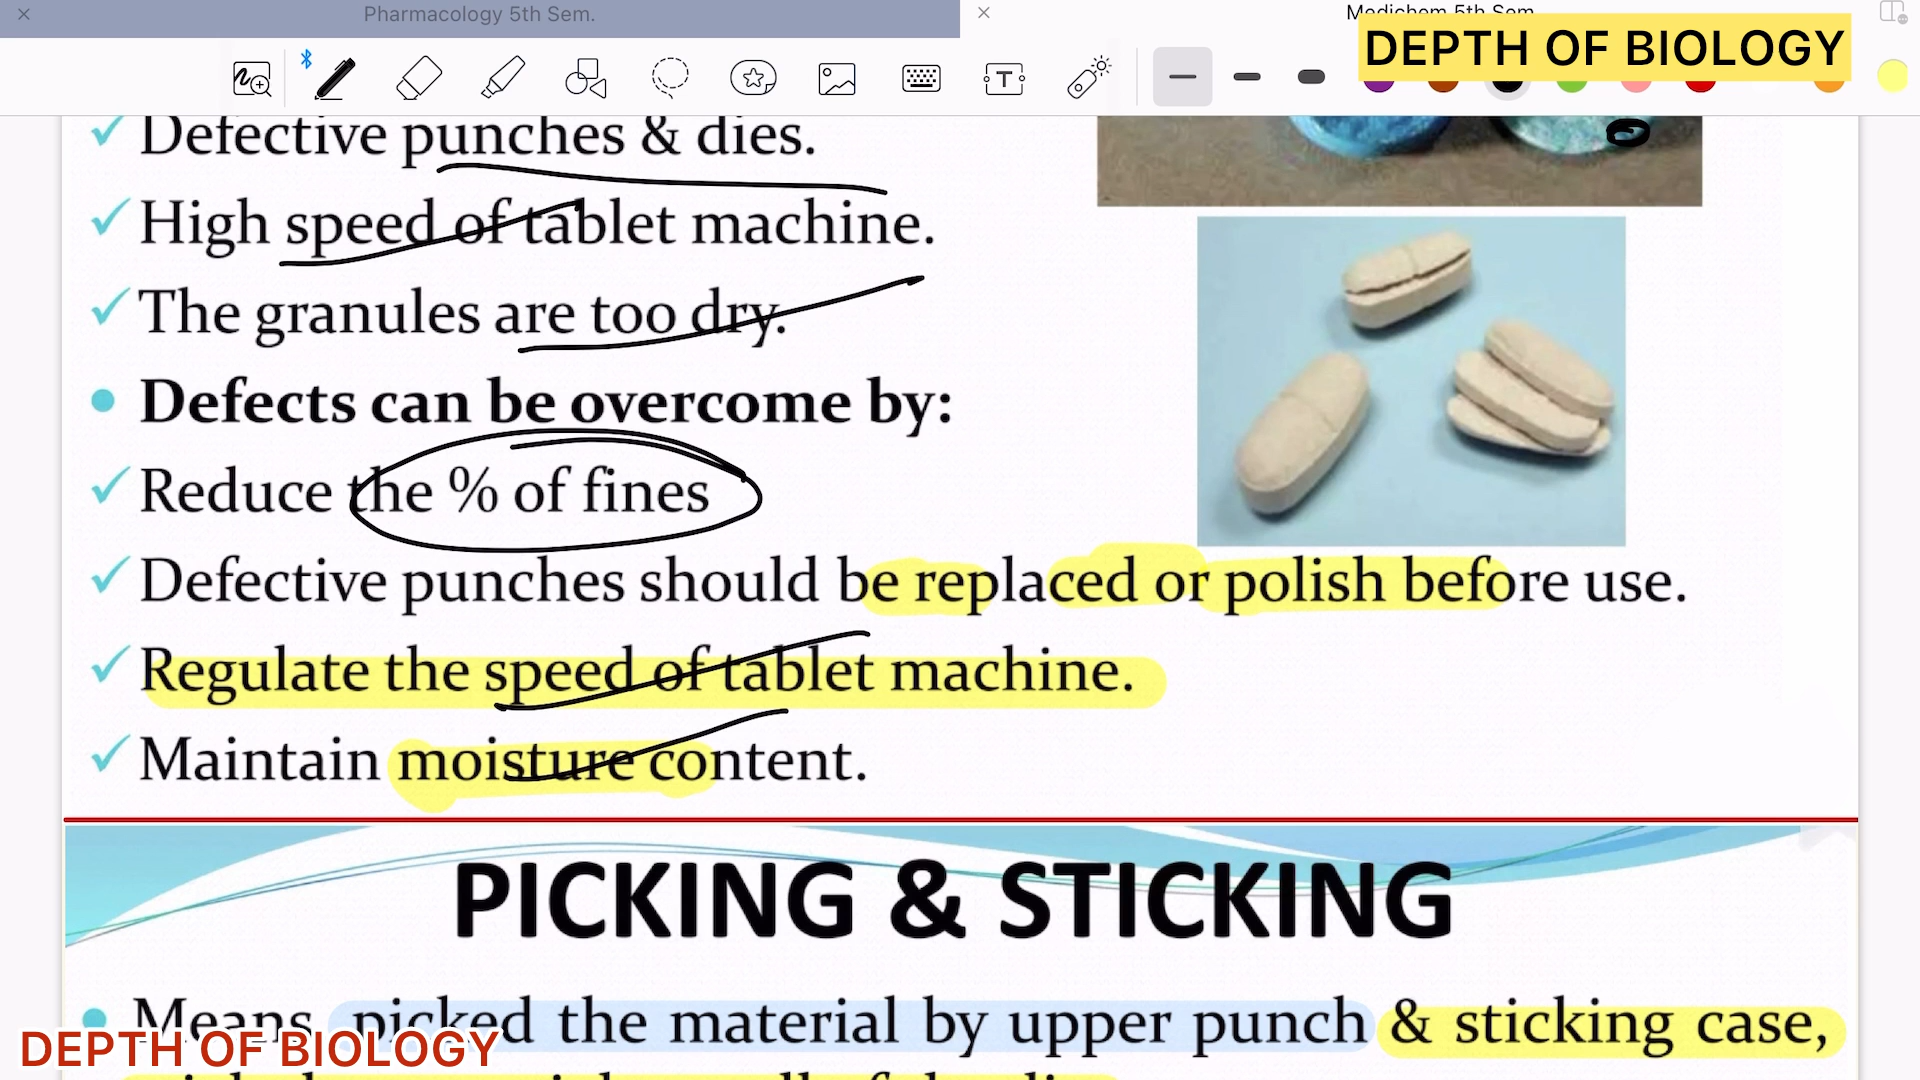 Pharmacology 5th Sem.
Medichem 5th Sem
DEPTH OF BIOLOGY
Defective punches & dies.
High speed of tablet machine.
The granules are too dry.
Defects can be overcome by:
Reduce the % of fines
Defective punches should be replaced or polish before use.
Regulate the speed of tablet machine.
Maintain moisture content.
PICKING & STICKING
Means picked the material by upper punch & sticking case,
DEPTH OF BIOLOGY